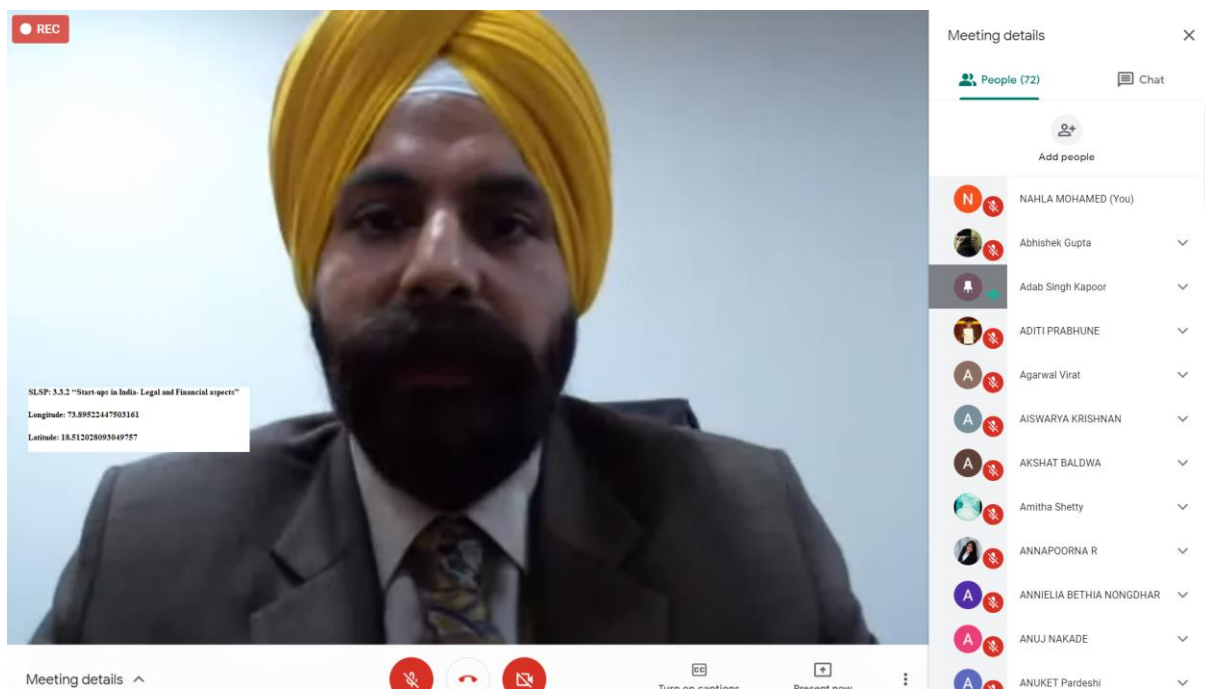 REC
SLSP: 3.3.2 "Start-ups in India- Legal and Financial aspects"
Longitude: 73.89522447503161
Latitude: 18.512028093049757
Meeting details
People (72)
Chat
Add people
N
NAHLA MOHAMED (You)
Abhishek Gupta
Adab Singh Kapoor
ADITI PRABHUNE
A
Agarwal Virat
A
AISWARYA KRISHNAN
A
AKSHAT BALDWA
Amitha Shetty
ANNAPOORNA R
A
ANNIELIA BETHIA NONGDHAR
A
ANUJ NAKADE
A
ANUKET Pardeshi
Meeting details
CC
Turn on captions
Present now